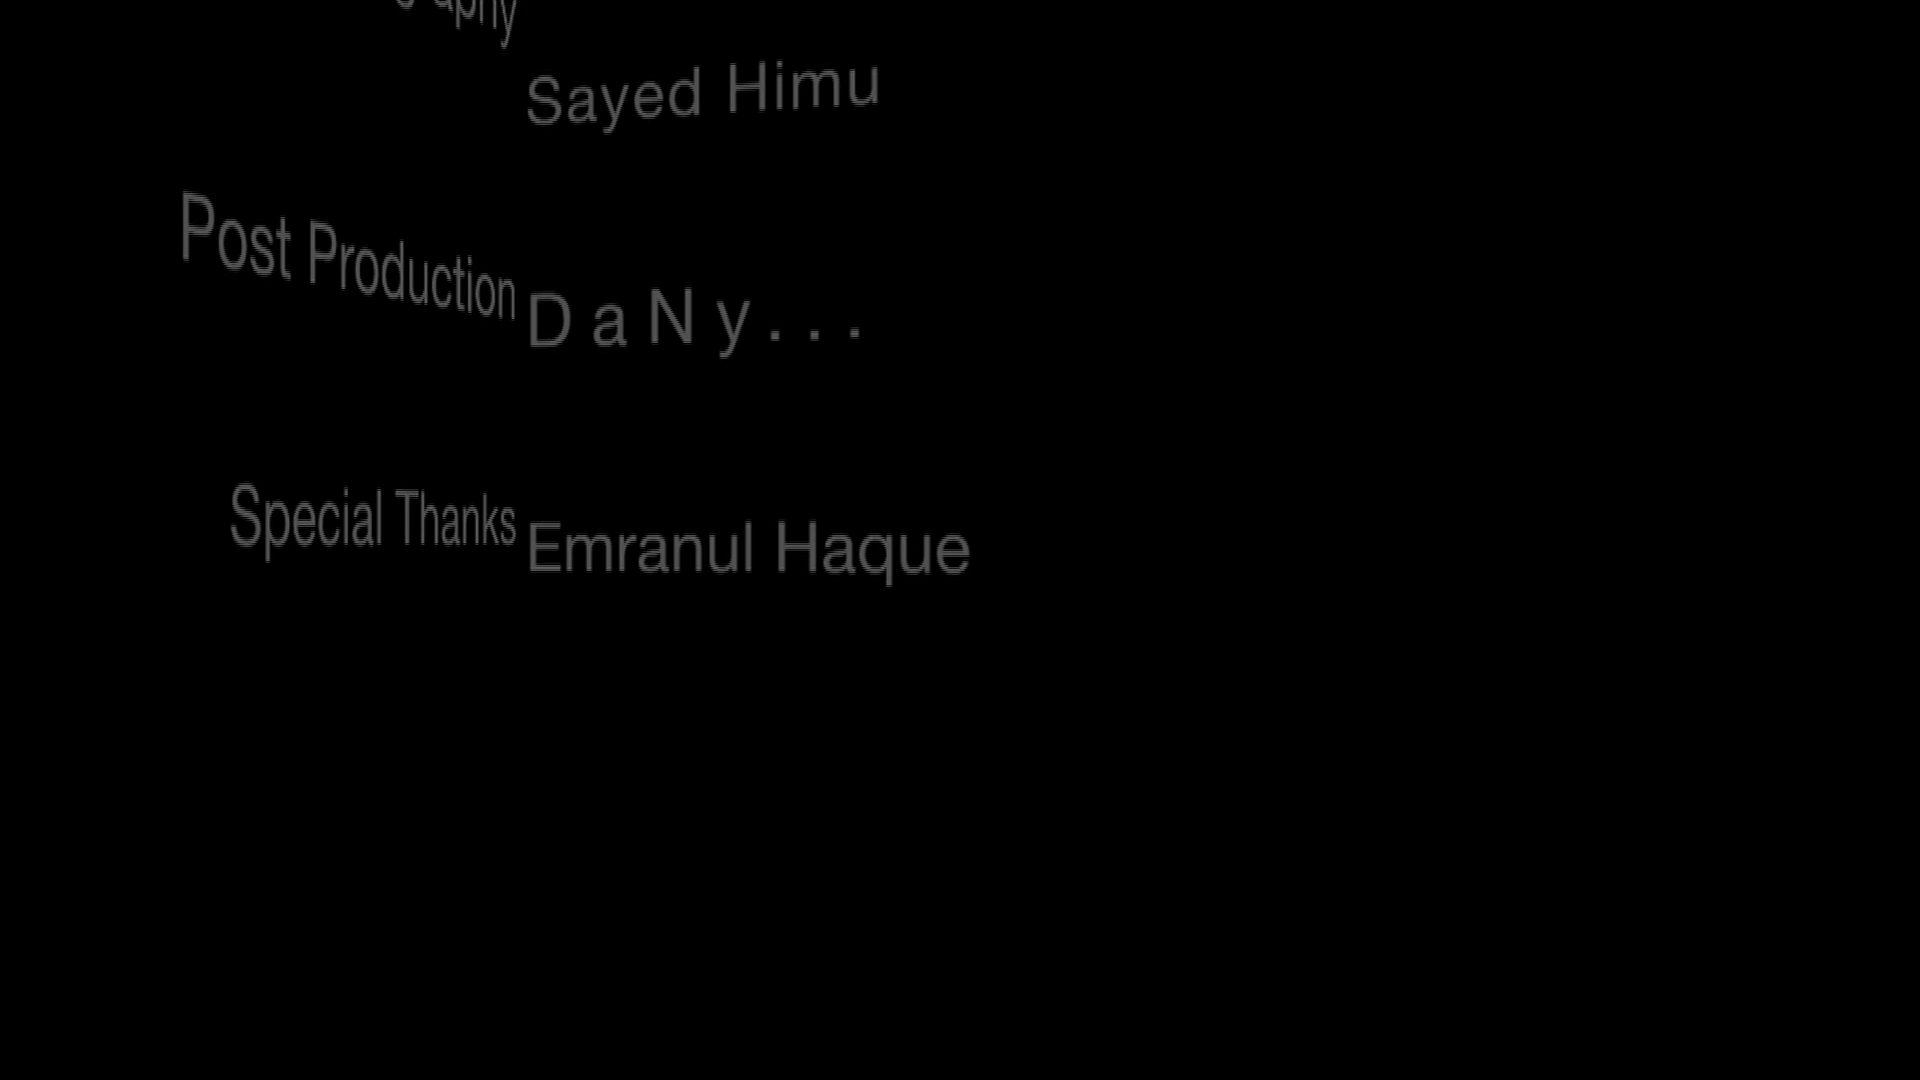 Sayed Himu
Post Production
D a N y . . .
Special Thanks
Emranul Haque